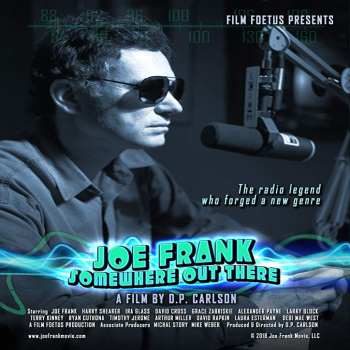 FILM FOETUS PRESENTS
88 92 96 100
130 160
The radio legend
who forged a new genre
JOE FRANK
SOMEWHERE OUT THERE
A FILM BY D.P. CARLSON
Starring JOE FRANK HARRY SHEARER IRA GLASS DAVID CROSS GRACE ZABRISKIE ALEXANDER PAYNE LARRY BLOCK
TERRY KINNEY RYAN CUTRONA TIMOTHY JEROME ARTHUR MILLER DAVID RAPKIN LAURA ESTERMAN DEBI MAE WEST
A FILM FOETUS PRODUCTION Associate Producers MICHAL STORY MIKE WEBER Produced & Directed by D.P. CARLSON
www.joefrankmovie.com © 2018 Joe Frank Movie, LLC